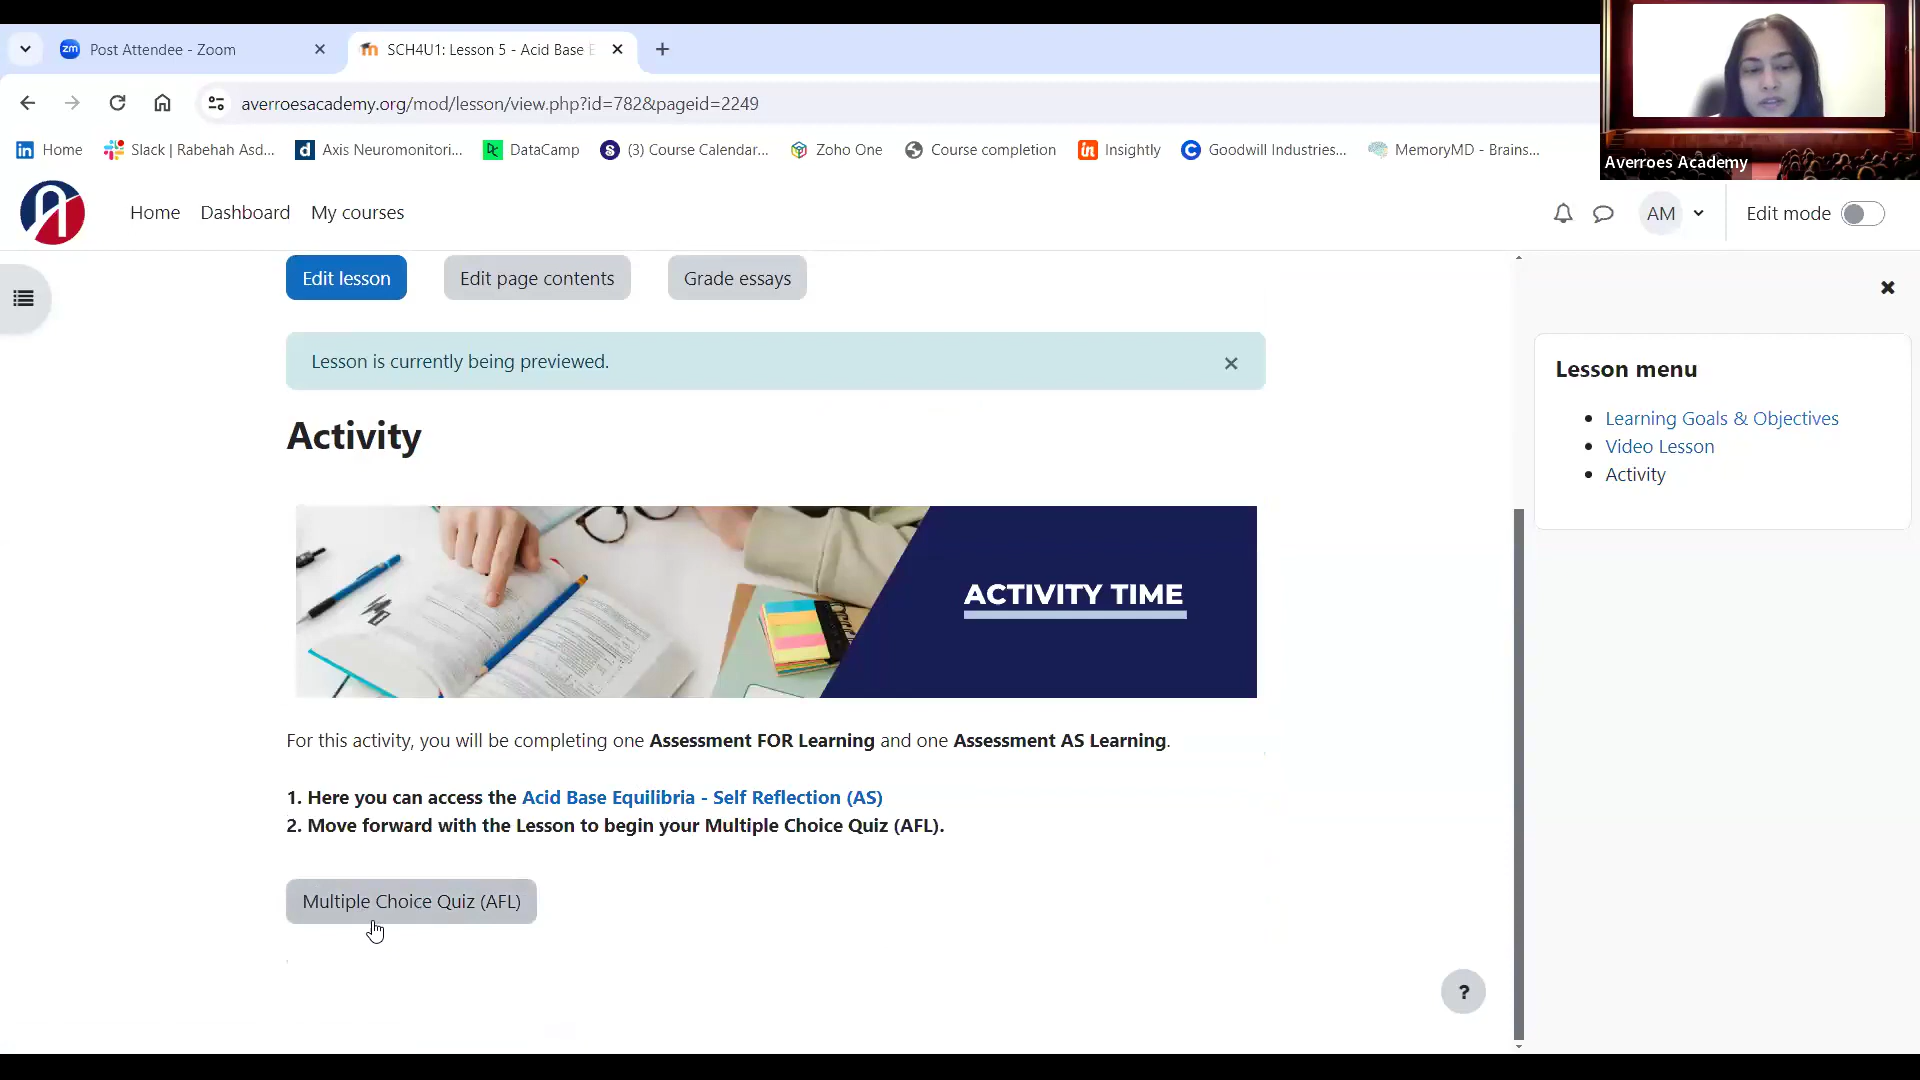 zm Post Attendee - Zoom
SCH4U1: Lesson 5 - Acid Base E
averroesacademy.org/mod/lesson/view.php?id=782&pageid=2249
Home
Slack | Rabehah Asd...
Axis Neuromonitori...
DataCamp
(3) Course Calendar...
Zoho One
Course completion
Insightly
Goodwill Industries...
MemoryMD - Brains...
Averroes Academy
Home
Dashboard
My courses
AM
Edit mode
Edit lesson
Edit page contents
Grade essays
Lesson is currently being previewed.
Activity
ACTIVITY TIME
For this activity, you will be completing one Assessment FOR Learning and one Assessment AS Learning.
1. Here you can access the Acid Base Equilibria - Self Reflection (AS)
2. Move forward with the Lesson to begin your Multiple Choice Quiz (AFL).
Multiple Choice Quiz (AFL)
?
Lesson menu
Learning Goals & Objectives
Video Lesson
Activity